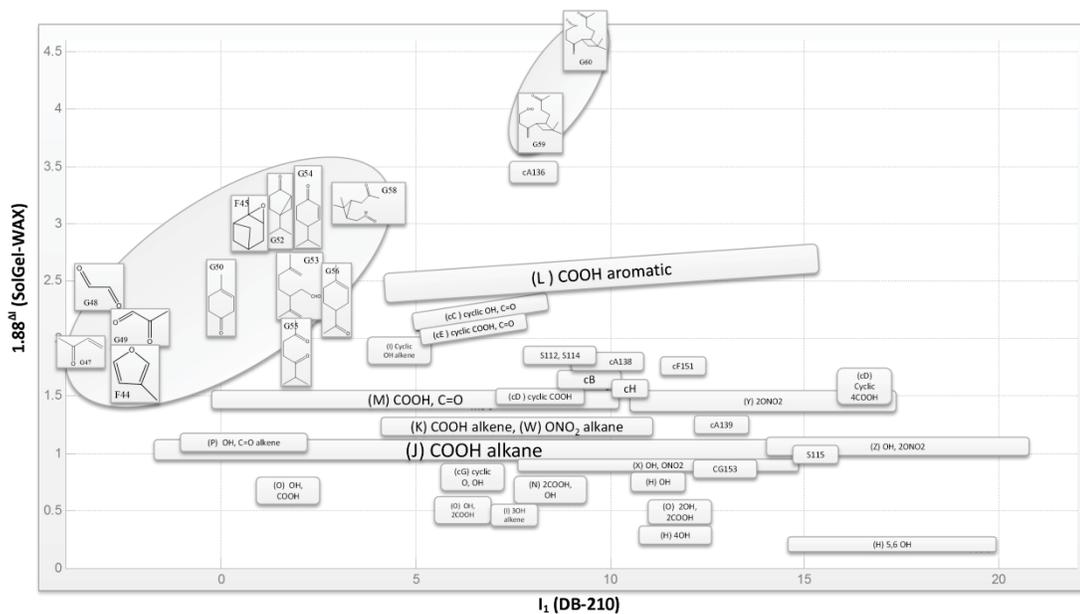 G60
4.5
4
G59
3.5
cA136
G54
G58
F45
G52
3
G53
G50
G56
2.5
(L ) COOH aromatic
G48
(cC ) cyclic OH, C=O
CHO
G49
(cE ) cyclic COOH, C=O
2
G55
G47
(I) Cyclic
OH alkene
S112, S114
cA138
cF151
F44
cB
(cD)
Cyclic
4COOH
cH
1.5
(M) COOH, C=O
(cD ) cyclic COOH
(Y) 2ONO2
(K) COOH alkene, (W) ONO2 alkane
cA139
(P) OH, C=O alkene
(Z) OH, 2ONO2
1
(J) COOH alkane
S115
(X) OH, ONO2
CG153
(cG) cyclic
O, OH
(H) OH
(O) OH,
COOH
(N) 2COOH,
OH
0.5
(O) OH,
2COOH
(I) 3OH
alkene
(O) 2OH,
2COOH
(H) 4OH
(H) 5,6 OH
0
0 5 10 15 20
I1 (DB-210)
1.88ΔI (SolGel-WAX)